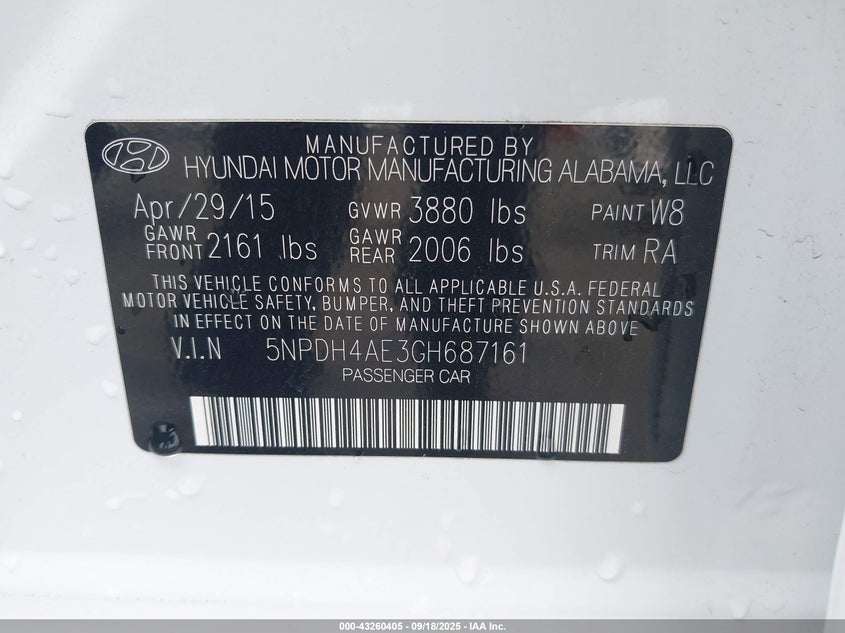 MANUFACTURED BY
HYUNDAI MOTOR MANUFACTURING ALABAMA, LLC
Apr/29/15 GVWR 3880 lbs PAINT W8
GAWR FRONT 2161 lbs GAWR REAR 2006 lbs TRIM RA
THIS VEHICLE CONFORMS TO ALL APPLICABLE U.S.A. FEDERAL
MOTOR VEHICLE SAFETY, BUMPER, AND THEFT PREVENTION STANDARDS
IN EFFECT ON THE DATE OF MANUFACTURE SHOWN ABOVE
V.I.N 5NPDH4AE3GH687161
PASSENGER CAR
000-43260405 - 09/18/2025 - IAA Inc.